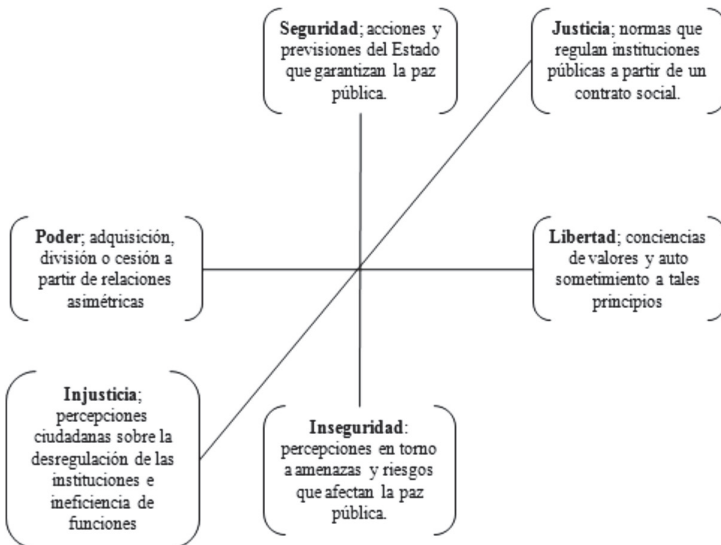 Seguridad; acciones y
previsiones del Estado
que garantizan la paz
pública.
Justicia; normas que
regulan instituciones
públicas a partir de un
contrato social.
Poder; adquisición,
división o cesión a
partir de relaciones
asimétricas
Libertad; conciencias
de valores y auto
sometimiento a tales
principios
Injusticia;
percepciones
ciudadanas sobre la
desregulación de las
instituciones e
ineficiencia de
funciones
Inseguridad:
percepciones en torno
a amenazas y riesgos
que afectan la paz
pública.